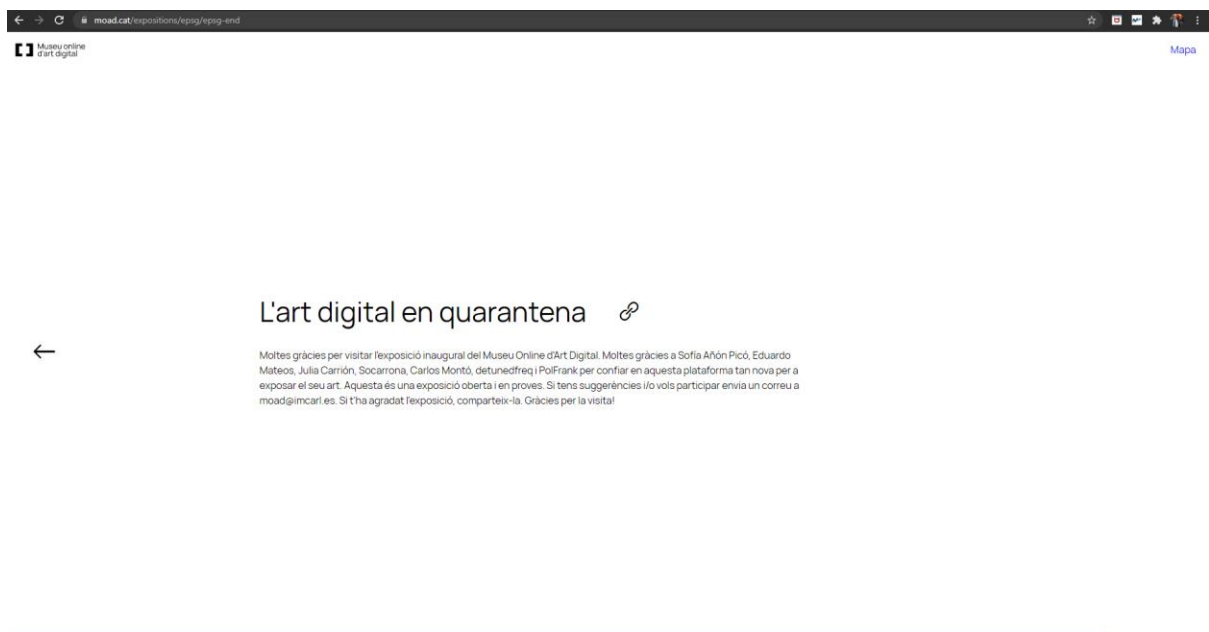 moad.cat/expositions/epsg/epsg-end
Museu online
d'art digital
Mapa
L'art digital en quarantena
Moltes gràcies per visitar l'exposició inaugural del Museu Online d'Art Digital. Moltes gràcies a Sofía Añón Picó, Eduardo
Mateos, Julia Carrión, Socarrona, Carlos Montó, detunedfreq i PolFrank per confiar en aquesta plataforma tan nova per a
exposar el seu art. Aquesta és una exposició oberta i en proves. Si tens suggerències i/o vols participar envia un correu a
moad@imcarl.es. Si t'ha agradat l'exposició, comparteix-la. Gràcies per la visita!